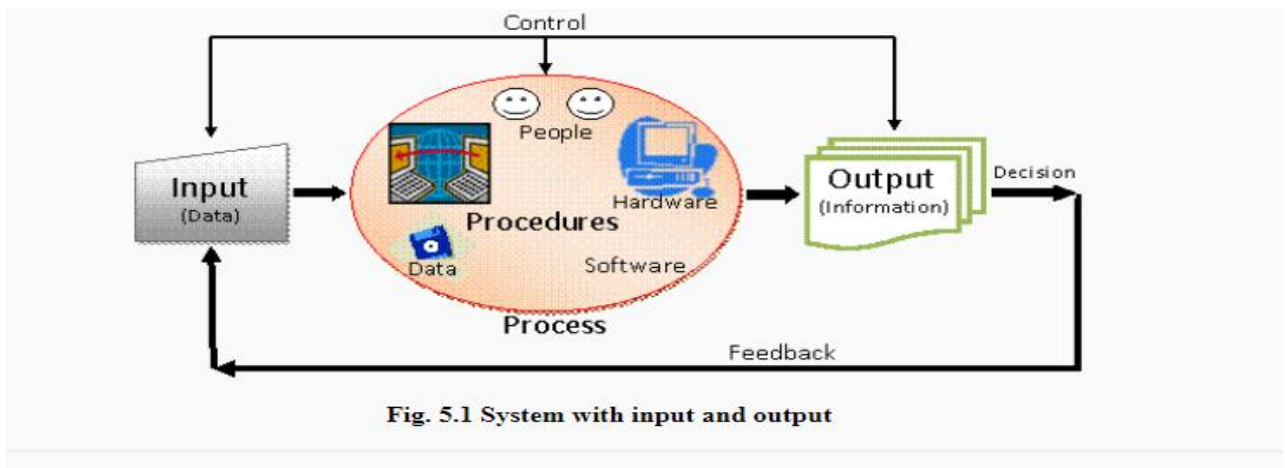 Control
People
Input
(Data)
Hardware
Procedures
Data
Software
Process
Output
(Information)
Decision
Feedback
Fig. 5.1 System with input and output